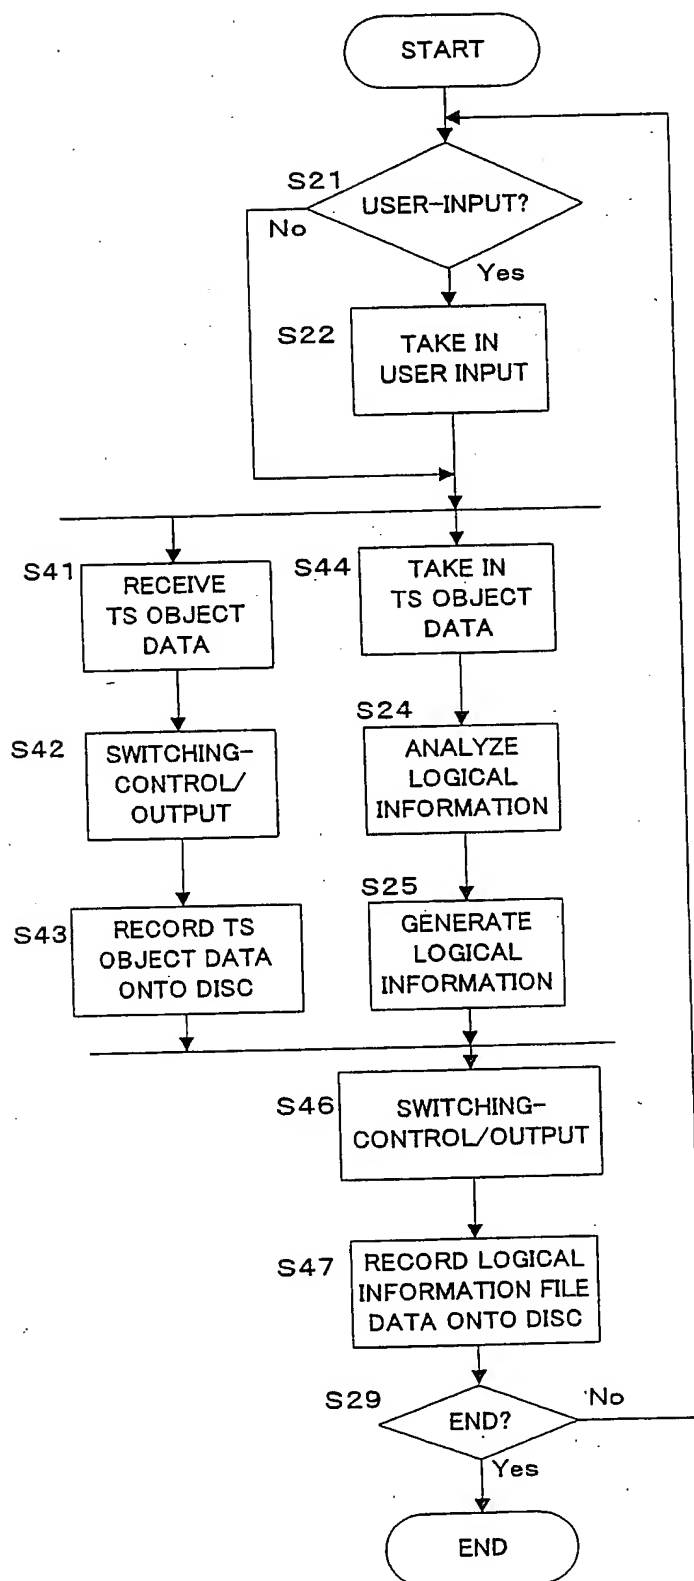 START
S21
USER-INPUT?
No
Yes
S22
TAKE IN
USER INPUT
S41
RECEIVE
TS OBJECT
DATA
S44
TAKE IN
TS OBJECT
DATA
S42
SWITCHING-
CONTROL/
OUTPUT
S24
ANALYZE
LOGICAL
INFORMATION
S43
RECORD TS
OBJECT DATA
ONTO DISC
S25
GENERATE
LOGICAL
INFORMATION
S46
SWITCHING-
CONTROL/OUTPUT
S47
RECORD LOGICAL
INFORMATION FILE
DATA ONTO DISC
S29
END?
No
Yes
END